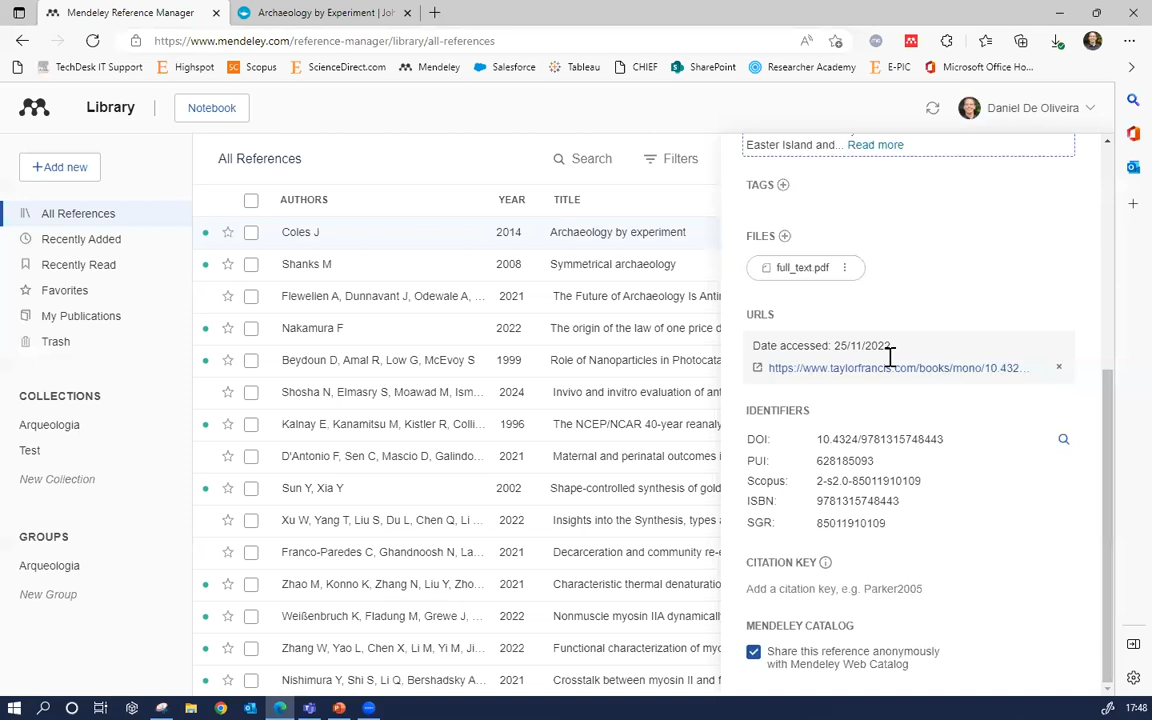 Mendeley Reference Manager
Archaeology by Experiment | Joh
https://www.mendeley.com/reference-manager/library/all-references
TechDesk IT Support
Highspot
Scopus
ScienceDirect.com
Mendeley
Salesforce
Tableau
CHIEF
SharePoint
Researcher Academy
E-PIC
Microsoft Office Ho...
Library
Notebook
Daniel De Oliveira
+Add new
All References
Recently Added
Recently Read
Favorites
My Publications
Trash
COLLECTIONS
Arqueologia
Test
New Collection
GROUPS
Arqueologia
New Group
All References
Search
Filters
AUTHORS YEAR TITLE
Coles J 2014 Archaeology by experiment
Shanks M 2008 Symmetrical archaeology
Flewelien A, Dunnavant J, Odewale A, ... 2021 The Future of Archaeology Is Anti
Nakamura F 2022 The origin of the law of one price d
Beydoun D, Amal R, Low G, McEvoy S 1999 Role of Nanoparticles in Photocata
Shosha N, Elmasry S, Moawad M, Ism... 2024 Invivo and invitro examination of th
Kalnay E, Kanamitsu M, Kistler R, Colli... 1996 The NCEP/NCAR 40-year reanaly
D'Antonio F, Sen C, Mascio D, Galindo... 2021 Maternal and perinatal outcomes i
Sun Y, Xia Y 2002 Shape-controlled synthesis of gold
Xu W, Yang T, Liu S, Du L, Chen Q, Li ... 2022 Insights into the Synthesis, types a
Franco-Paredes C, Ghandnoosh N, La... 2021 Decarceration and community re-e
Zhao M, Konno K, Zhang N, Liu Y, Zho... 2021 Characteristic thermal denaturatio
Weißenbruch K, Fladung M, Grewe J, ... 2022 Nonmuscle myosin IIA dynamically
Zhang W, Yao L, Chen X, Li M, Yi M, Ji... 2022 Functional characterization of myo
Nishimura Y, Shi S, Li Q, Bershadsky A... 2021 Crosstalk between myosin II and f
Easter Island and... Read more
TAGS
FILES
full_text.pdf
URLS
Date accessed: 25/11/2022
https://www.taylorfrancis.com/books/mono/10.432...
IDENTIFIERS
DOI: 10.4324/9781315748443
PUI: 628185093
Scopus: 2-s2.0-85011910109
ISBN: 9781315748443
SGR: 85011910109
CITATION KEY
Add a citation key, e.g. Parker2005
MENDELEY CATALOG
Share this reference anonymously
with Mendeley Web Catalog
17:48